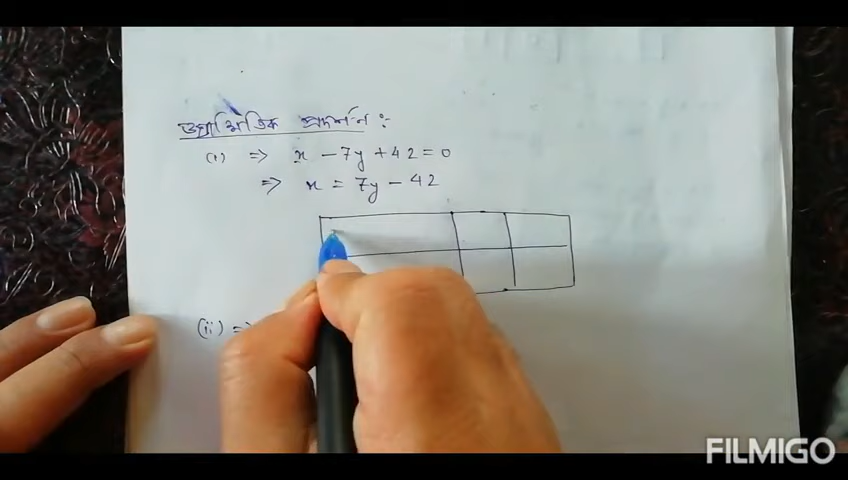 জ্যামিতিক প্রদর্শন :
(i) ⇒ x - 7y + 42 = 0
⇒ x = 7y - 42
(ii) ⇒
FILMIGO